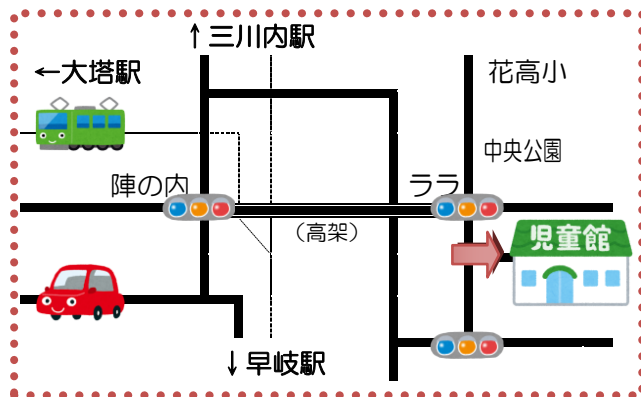 ↑三川内駅
←大塔駅
花高小
中央公園
陣の内
ララ
児童館
（高架）
↓早岐駅